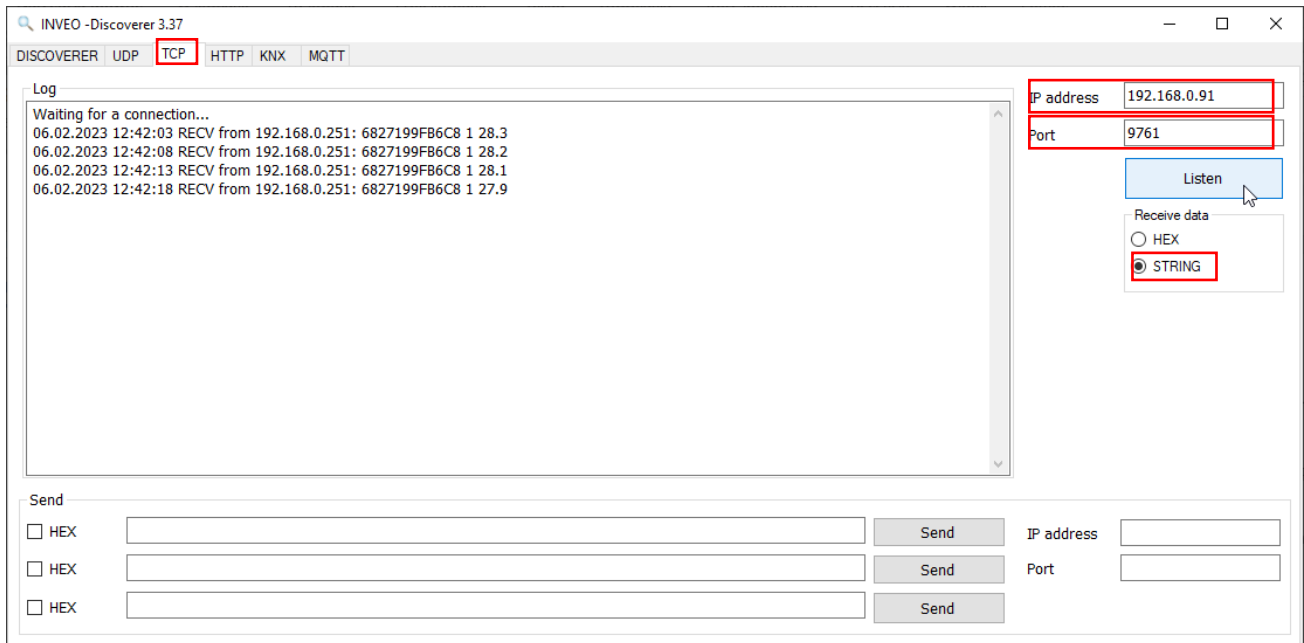 INVEO -Discoverer 3.37
DISCOVERER UDP TCP HTTP KNX MQTT
Log
Waiting for a connection...
06.02.2023 12:42:03 RECV from 192.168.0.251: 6827199FB6C8 1 28.3
06.02.2023 12:42:08 RECV from 192.168.0.251: 6827199FB6C8 1 28.2
06.02.2023 12:42:13 RECV from 192.168.0.251: 6827199FB6C8 1 28.1
06.02.2023 12:42:18 RECV from 192.168.0.251: 6827199FB6C8 1 27.9
IP address 192.168.0.91
Port 9761
Listen
Receive data
HEX
STRING
Send
HEX Send IP address
HEX Send Port
HEX Send